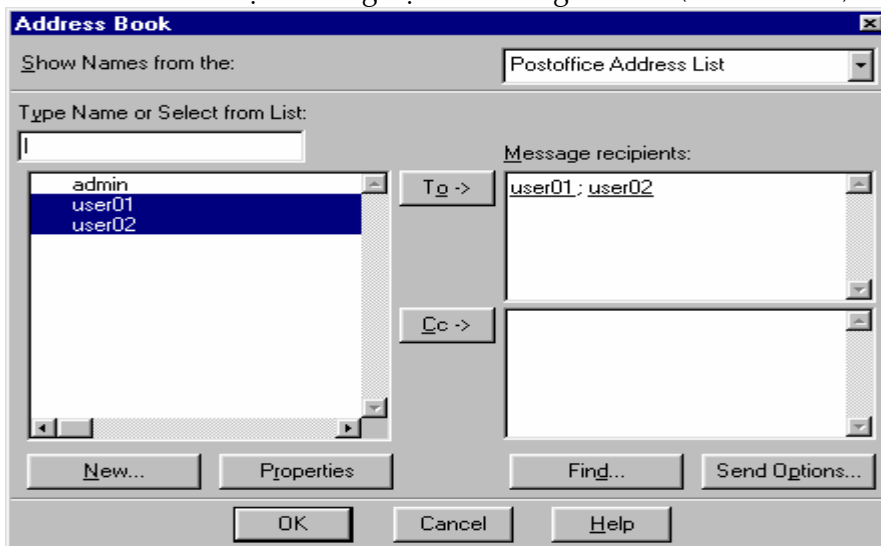 Address Book
Show Names from the:
Postoffice Address List
Type Name or Select from List:
Message recipients:
admin
user01
user02
To ->
user01 ; user02
Cc ->
New...
Properties
Find...
Send Options...
OK
Cancel
Help